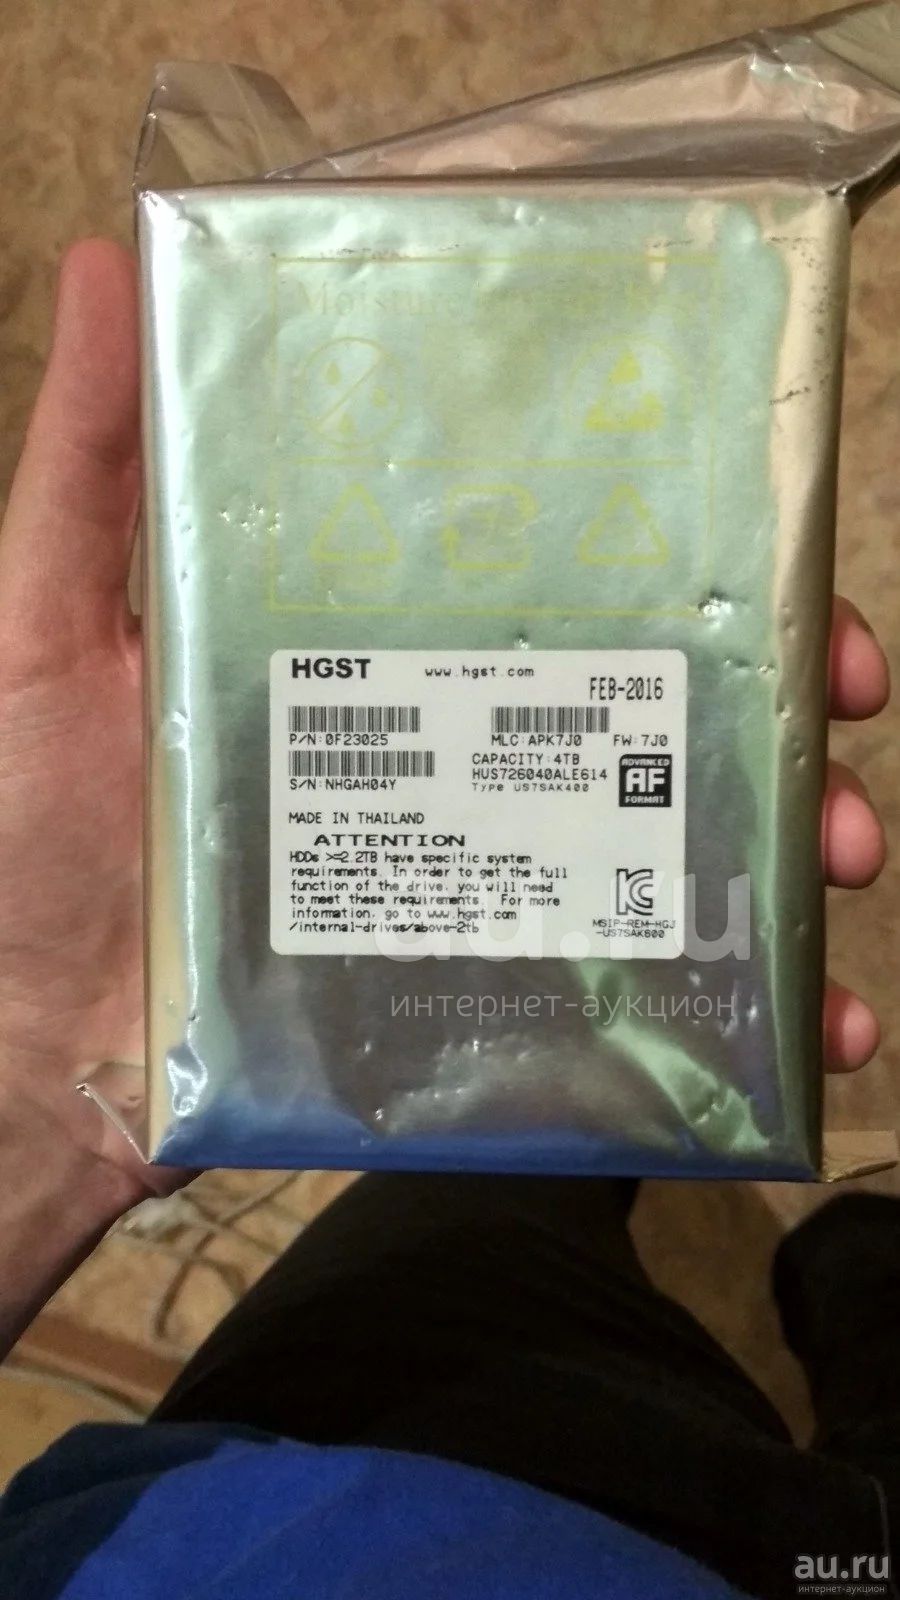 Moisture
HGST
www.hgst.com
FEB-2016
P/N:0F23025
MLC:APK7J0 FW:7J0
S/N:NHGAH04Y
CAPACITY:4TB
HUS726040ALE614
Type US7SAK400
ADVANCED
AF
FORMAT
MADE IN THAILAND
ATTENTION
HDDs >=2.2TB have specific system
requirements. In order to get the full
function of the drive, you will need
to meet these requirements. For more
information, go to www.hgst.com
/internal-drives/above-2tb
MSIP-REM-HGJ
-US7SAK600
au.ru
интернет-аукцион
au.ru
интернет-аукцион